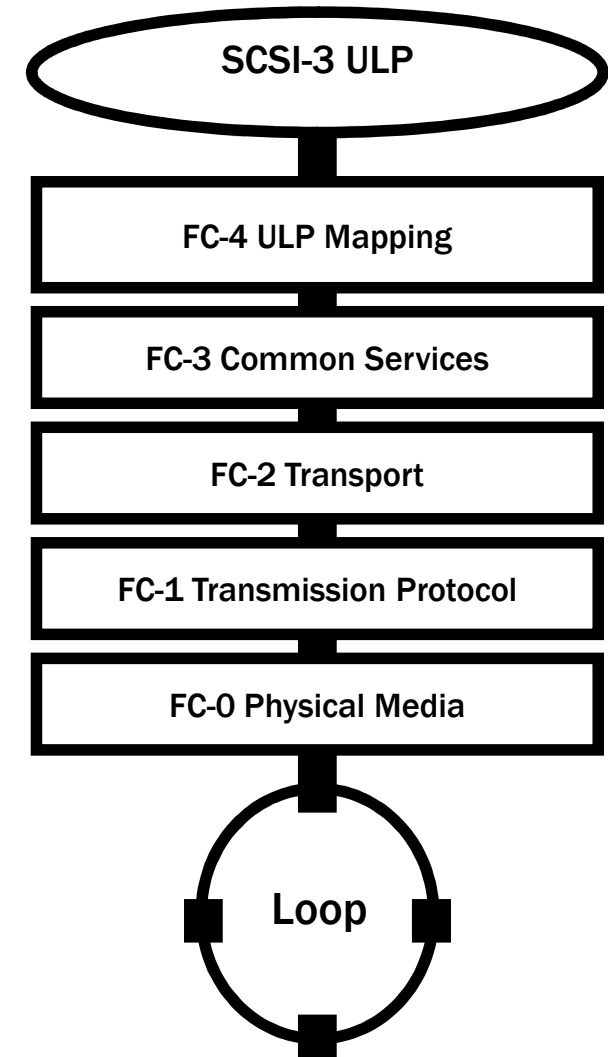 SCSI-3 ULP
FC-4 ULP Mapping
FC-3 Common Services
FC-2 Transport
FC-1 Transmission Protocol
FC-0 Physical Media
Loop